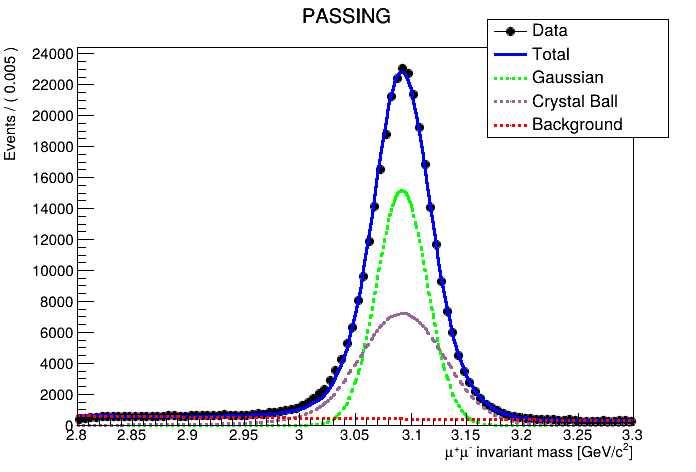 PASSING
Events / ( 0.005 )
24000
22000
20000
18000
16000
14000
12000
10000
8000
6000
4000
2000
0
2.8 2.85 2.9 2.95 3 3.05 3.1 3.15 3.2 3.25 3.3
μ⁺μ⁻ invariant mass [GeV/c²]
Data
Total
Gaussian
Crystal Ball
Background